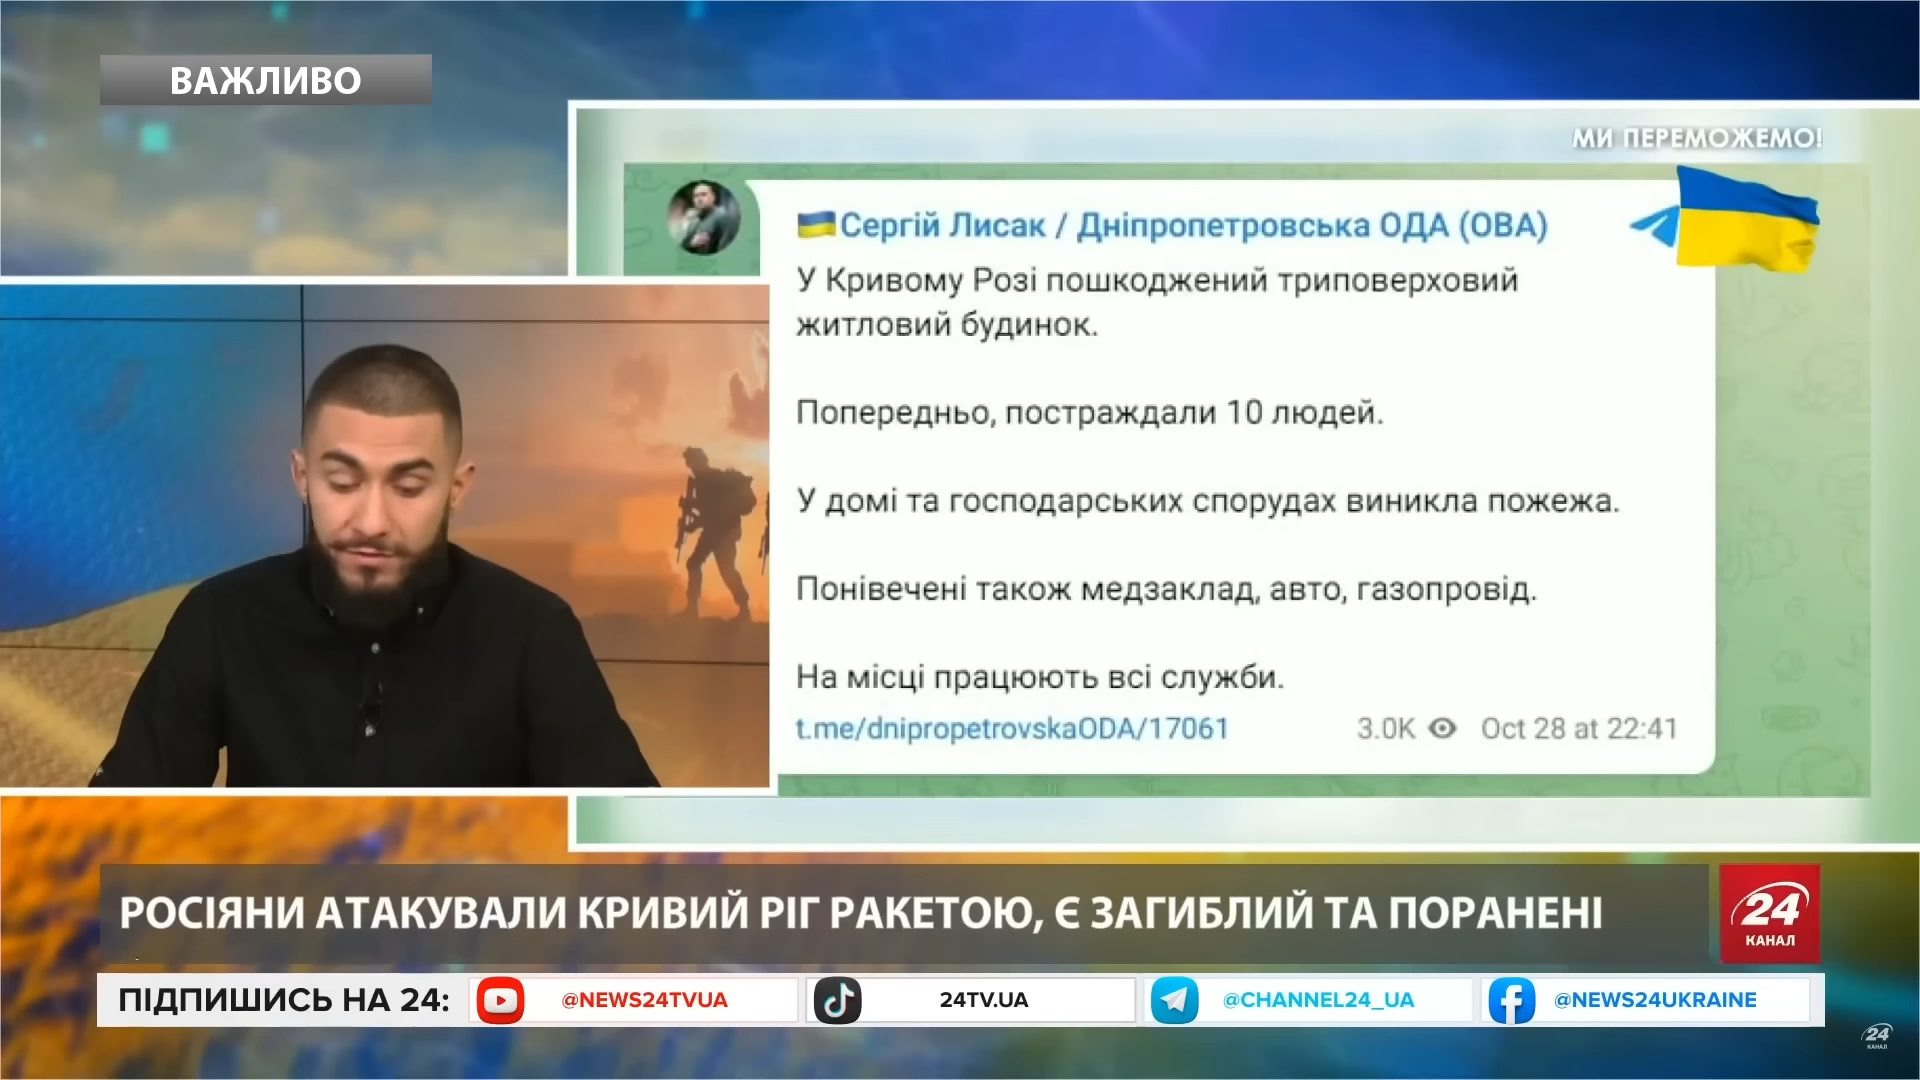 ВАЖЛИВО
МИ ПЕРЕМОЖЕМО!
Сергій Лисак / Дніпропетровська ОДА (ОВА)
У Кривому Розі пошкоджений триповерховий
житловий будинок.
Попередньо, постраждали 10 людей.
У домі та господарських спорудах виникла пожежа.
Понівечені також медзаклад, авто, газопровід.
На місці працюють всі служби.
t.me/dnipropetrovskaODA/17061 3.0K Oct 28 at 22:41
РОСІЯНИ АТАКУВАЛИ КРИВИЙ РІГ РАКЕТОЮ, Є ЗАГИБЛИЙ ТА ПОРАНЕНІ
24
КАНАЛ
ПІДПИШИСЬ НА 24: @NEWS24TVUA 24TV.UA @CHANNEL24_UA @NEWS24UKRAINE
24
КАНАЛ